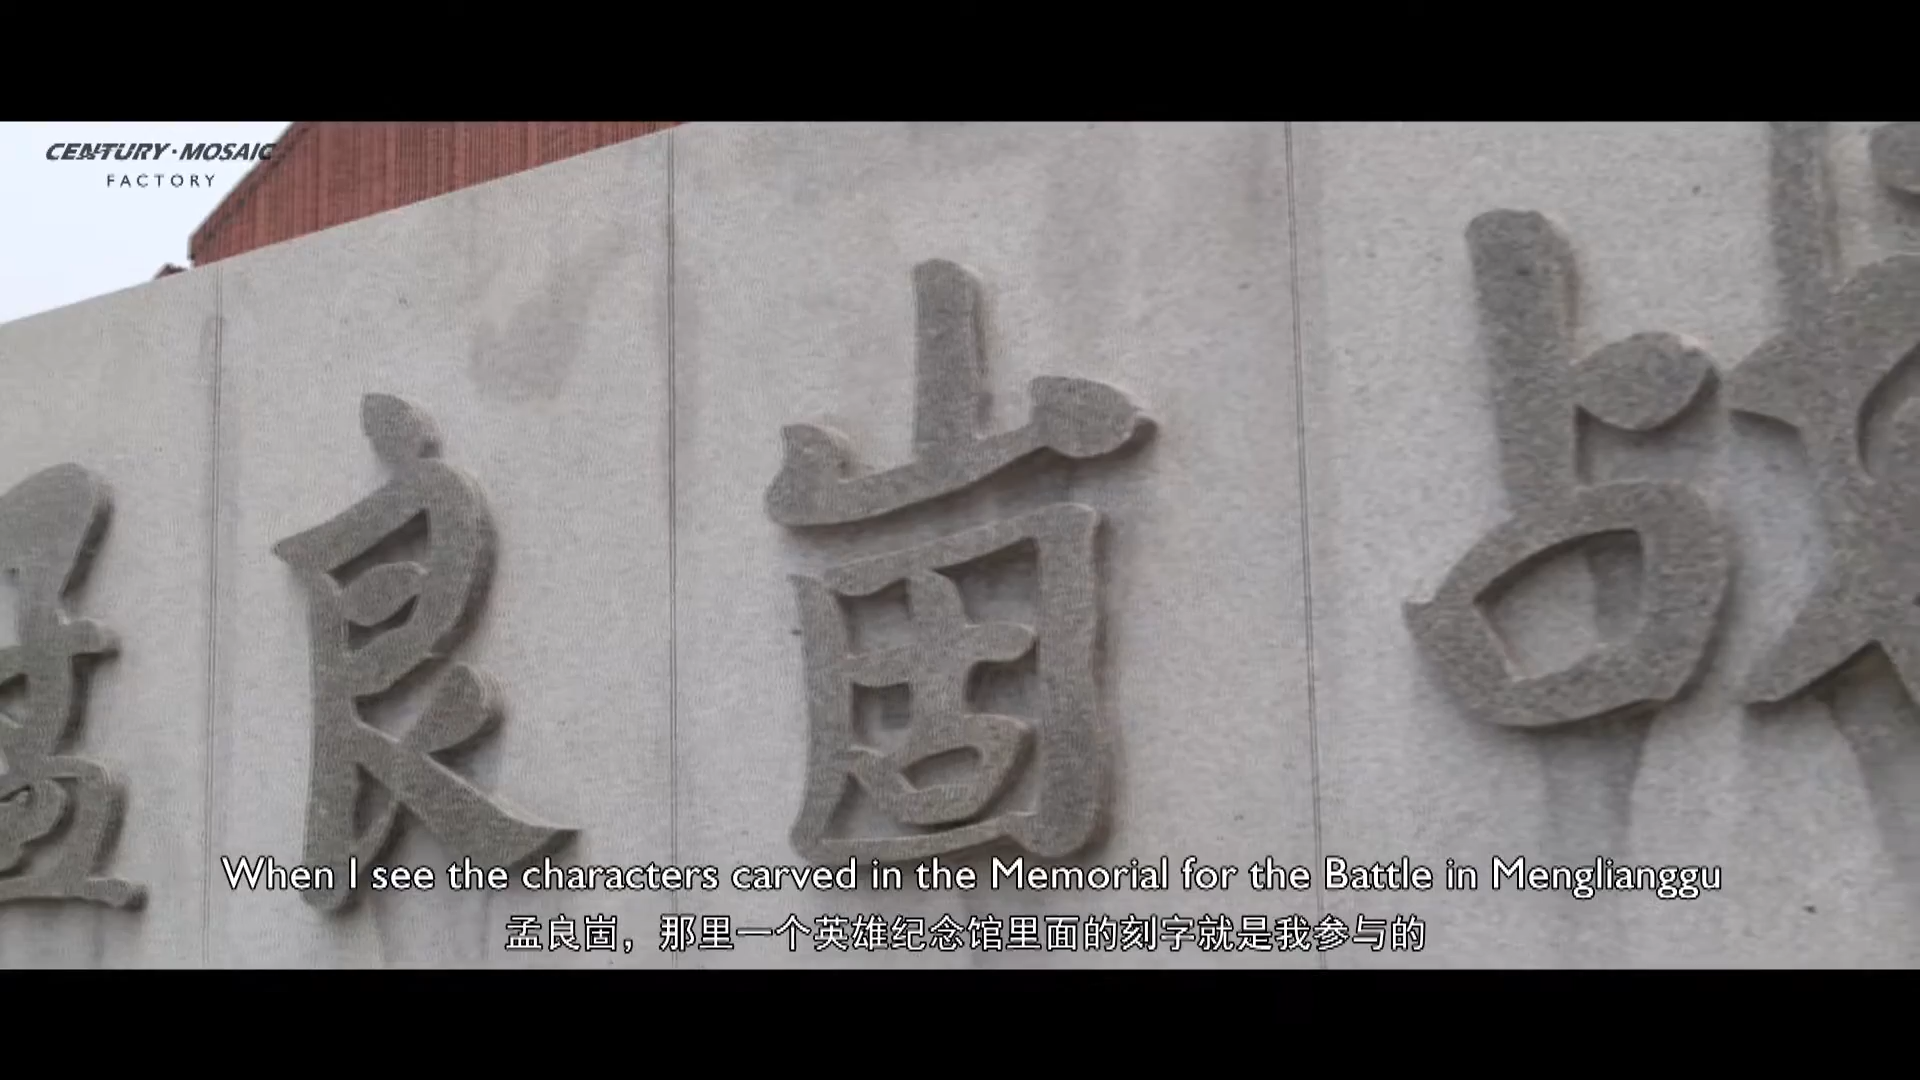 CENTURY·MOSAIC
FACTORY
孟良崮战
When I see the characters carved in the Memorial for the Battle in Menglianggu
孟良崮，那里一个英雄纪念馆里面的刻字就是我参与的